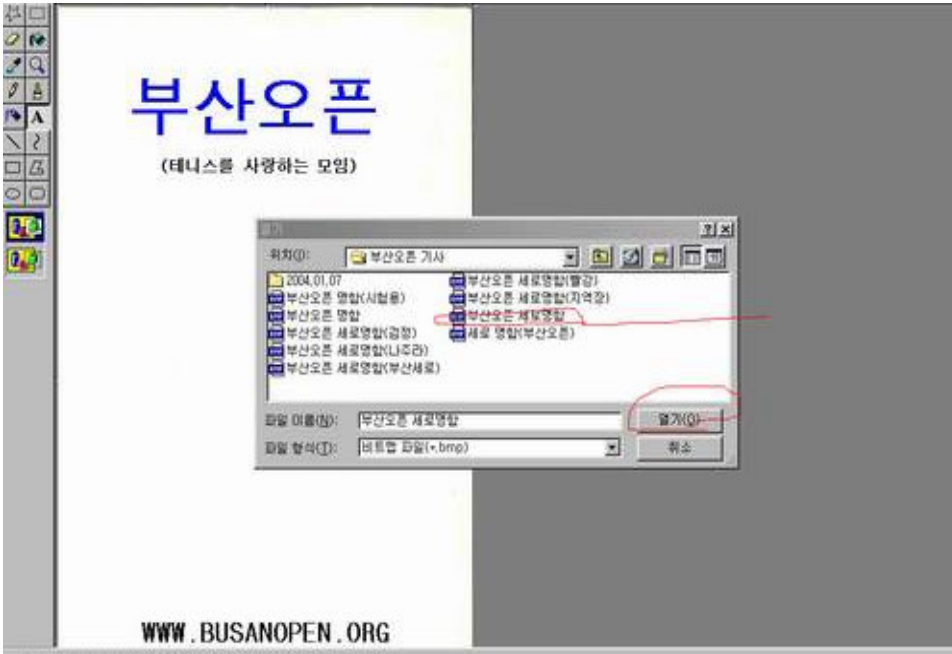 A
부산오픈
(테니스를 사랑하는 모임)
위치(I):
부산오픈 기사
2004.01.07
부산오픈 명함(시험용)
부산오픈 명함
부산오픈 세로명함(검정)
부산오픈 세로명함(나주라)
부산오픈 세로명함(부산세로)
부산오픈 세로명함(빨강)
부산오픈 세로명함(지역장)
부산오픈 세로명함
세로 명함(부산오픈)
파일 이름(N):
부산오픈 세로명함
열기(O)
파일 형식(T):
비트맵 파일(*.bmp)
취소
WWW.BUSANOPEN.ORG